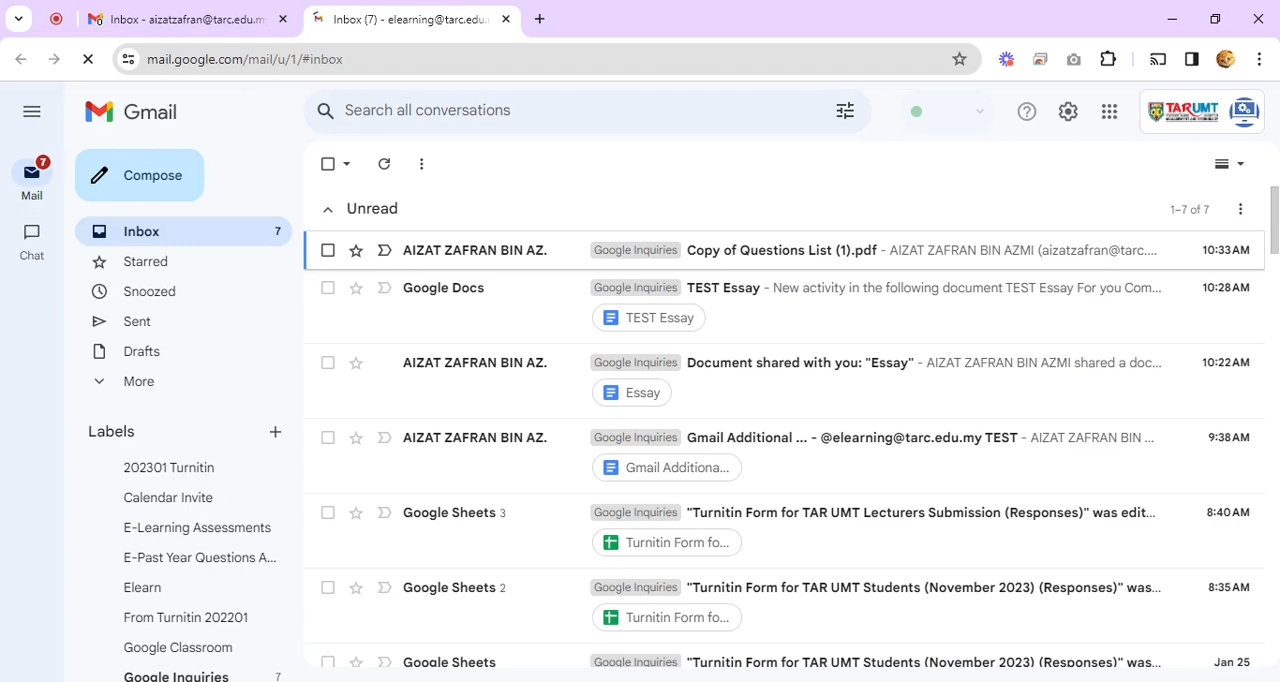 Inbox - aizatzafran@tarc.edu.m
Inbox (7) - elearning@tarc.edu.
mail.google.com/mail/u/1/#inbox
Gmail
Search all conversations
TAR UMT
7
Mail
Compose
1–7 of 7
Unread
Inbox 7
Chat
Starred
AIZAT ZAFRAN BIN AZ. Google Inquiries Copy of Questions List (1).pdf - AIZAT ZAFRAN BIN AZMI (aizatzafran@tarc.... 10:33 AM
Snoozed
Google Docs Google Inquiries TEST Essay - New activity in the following document TEST Essay For you Com... 10:28 AM
TEST Essay
Sent
Drafts
AIZAT ZAFRAN BIN AZ. Google Inquiries Document shared with you: "Essay" - AIZAT ZAFRAN BIN AZMI shared a doc... 10:22 AM
Essay
More
Labels
AIZAT ZAFRAN BIN AZ. Google Inquiries Gmail Additional ... - @elearning@tarc.edu.my TEST - AIZAT ZAFRAN BIN ... 9:38 AM
Gmail Additiona...
202301 Turnitin
Calendar Invite
Google Sheets 3 Google Inquiries "Turnitin Form for TAR UMT Lecturers Submission (Responses)" was edit... 8:40 AM
Turnitin Form fo...
E-Learning Assessments
E-Past Year Questions A...
Google Sheets 2 Google Inquiries "Turnitin Form for TAR UMT Students (November 2023) (Responses)" was... 8:35 AM
Turnitin Form fo...
Elearn
From Turnitin 202201
Google Classroom
Google Sheets Google Inquiries "Turnitin Form for TAR UMT Students (November 2023) (Responses)" was... Jan 25
Google Inquiries 7